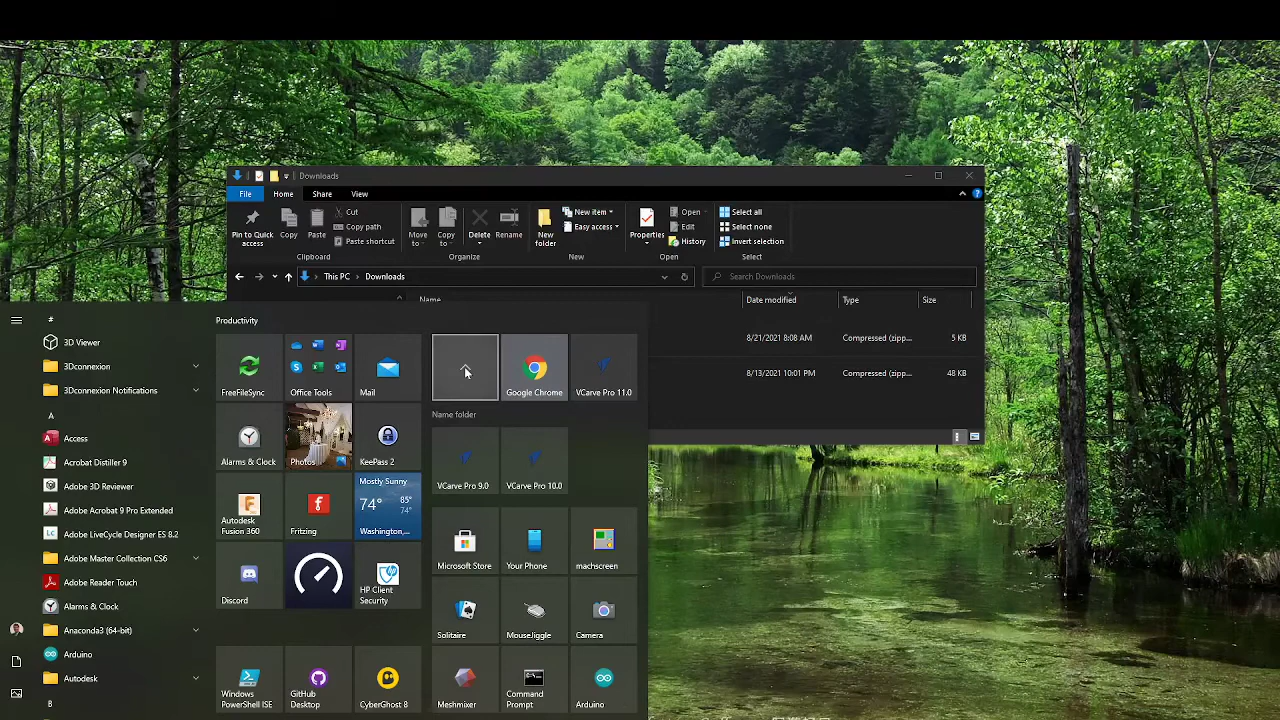 Downloads
File
Home
Share
View
Pin to Quick access
Copy
Paste
Cut
Copy path
Paste shortcut
Clipboard
Move to
Copy to
Delete
Rename
Organize
New folder
New item
Easy access
New
Properties
Open
Edit
History
Open
Select all
Select none
Invert selection
Select
This PC
Downloads
Search Downloads
Name
Date modified
Type
Size
8/21/2021 8:08 AM
Compressed (zipp...
5 KB
8/13/2021 10:01 PM
Compressed (zipp...
48 KB
#
3D Viewer
3Dconnexion
3Dconnexion Notifications
A
Access
Acrobat Distiller 9
Adobe 3D Reviewer
Adobe Acrobat 9 Pro Extended
Adobe LiveCycle Designer ES 8.2
Adobe Master Collection CS6
Adobe Reader Touch
Alarms & Clock
Anaconda3 (64-bit)
Arduino
Autodesk
B
Productivity
FreeFileSync
Office Tools
Mail
Alarms & Clock
Photos
KeePass 2
Autodesk
Fusion 360
Fritzing
Mostly Sunny
74°
85°
74°
Washington,...
Discord
HP Client
Security
Windows
PowerShell ISE
GitHub
Desktop
CyberGhost 8
Google Chrome
VCarve Pro 11.0
Name folder
VCarve Pro 9.0
VCarve Pro 10.0
Microsoft Store
Your Phone
machscreen
Solitaire
MouseJiggle
Camera
Meshmixer
Command
Prompt
Arduino